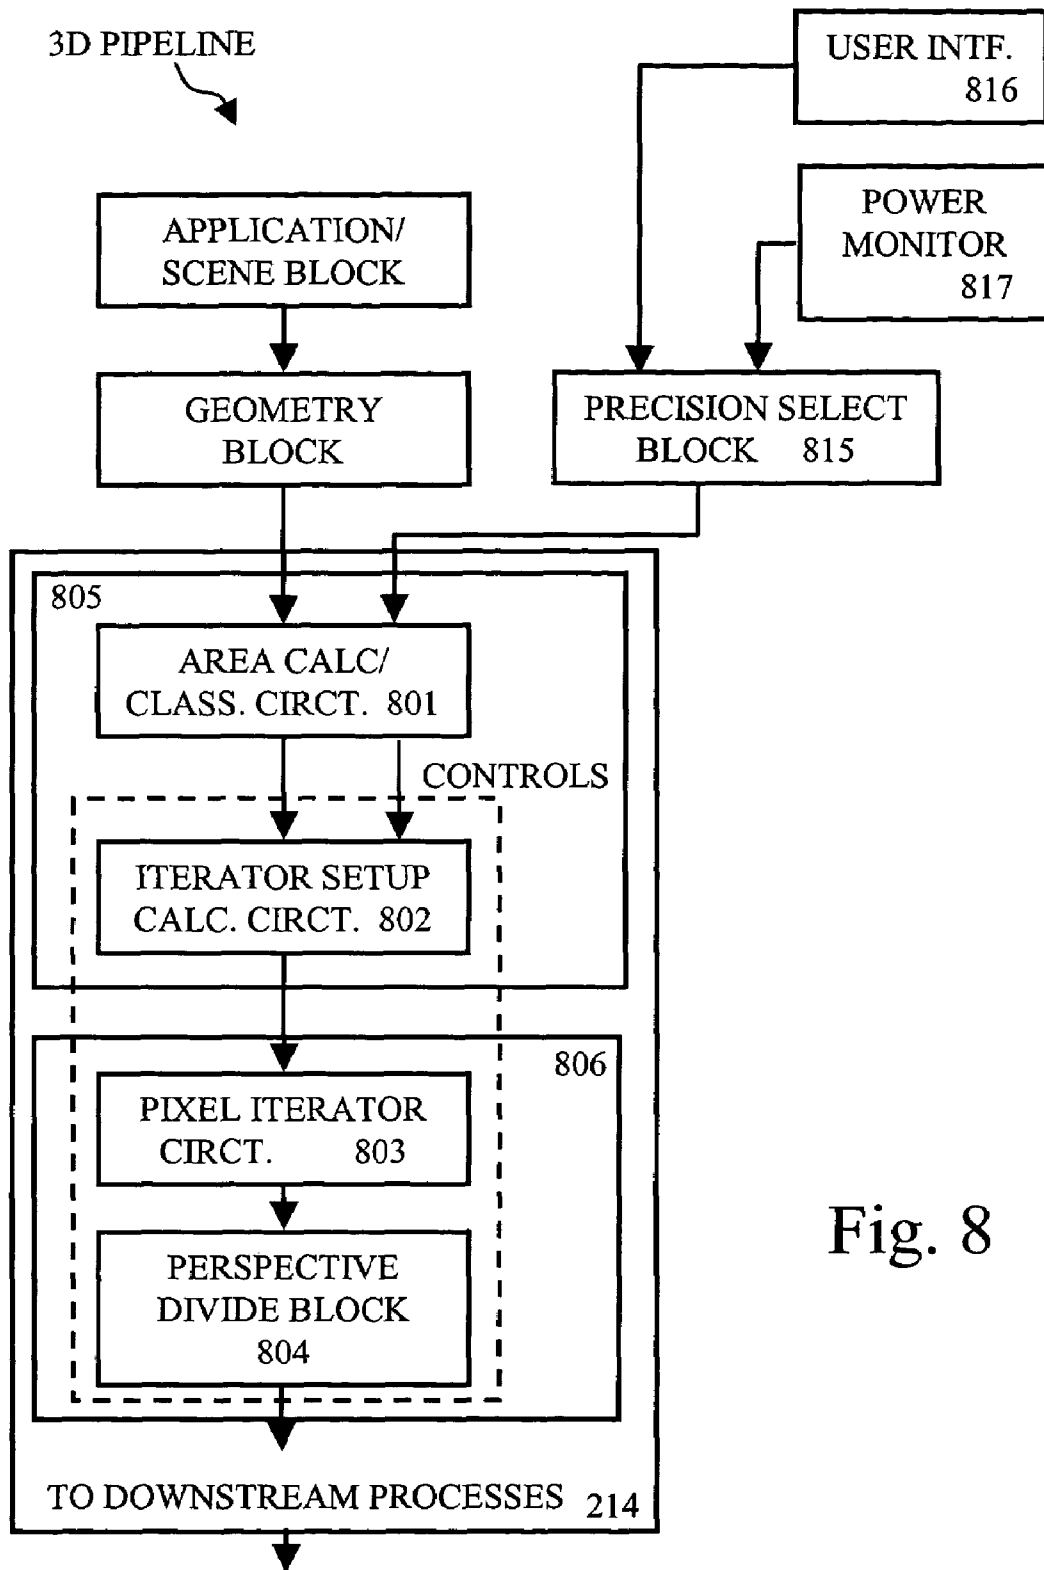 3D PIPELINE
USER INTF.
816
POWER
MONITOR
817
APPLICATION/
SCENE BLOCK
GEOMETRY
BLOCK
PRECISION SELECT
BLOCK 815
805
AREA CALC/
CLASS. CIRCT. 801
CONTROLS
ITERATOR SETUP
CALC. CIRCT. 802
806
PIXEL ITERATOR
CIRCT. 803
PERSPECTIVE
DIVIDE BLOCK
804
TO DOWNSTREAM PROCESSES 214
Fig. 8